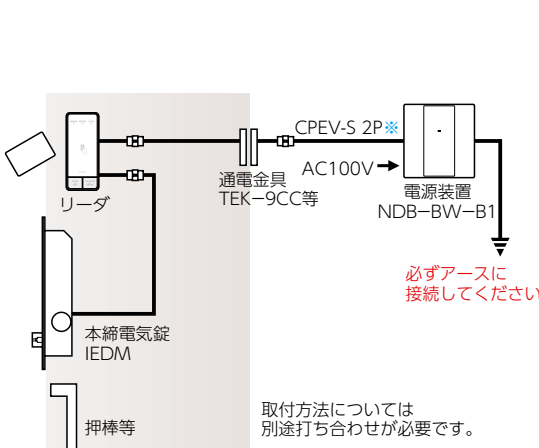 CPEV-S 2P※
AC100V
通電金具
TEK−9CC等
電源装置
NDB−BW−B1
リーダ
必ずアースに
接続してください
本締電気錠
IEDM
取付方法については
別途打ち合わせが必要です。
押棒等